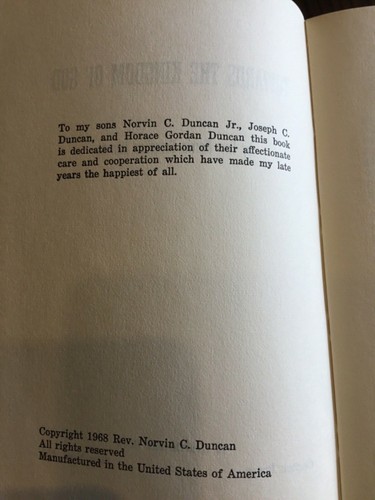 To my sons Norvin C. Duncan Jr., Joseph C.
Duncan, and Horace Gordan Duncan this book
is dedicated in appreciation of their affectionate
care and cooperation which have made my late
years the happiest of all.
Copyright 1968 Rev. Norvin C. Duncan
All rights reserved
Manufactured in the United States of America